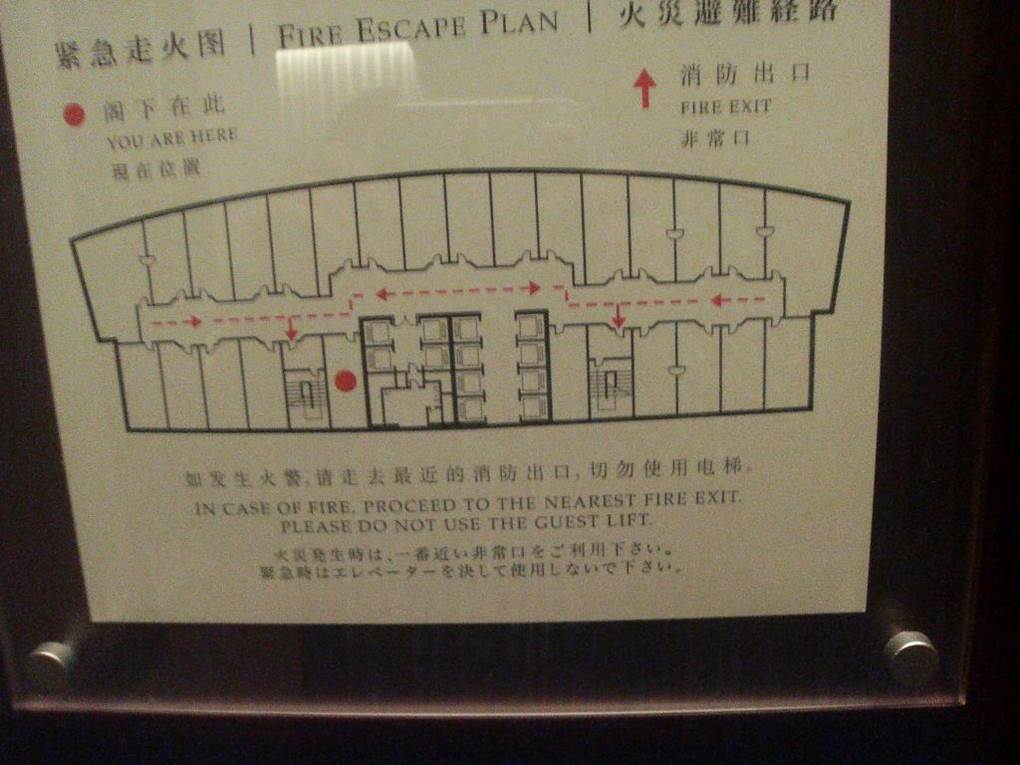 紧急走火图 | FIRE ESCAPE PLAN | 火災避難経路
阁下在此
YOU ARE HERE
現在位置
消防出口
FIRE EXIT
非常口
如发生火警,请走去最近的消防出口,切勿使用电梯。
IN CASE OF FIRE, PROCEED TO THE NEAREST FIRE EXIT.
PLEASE DO NOT USE THE GUEST LIFT.
火災発生時は、一番近い非常口をご利用下さい。
緊急時はエレベーターを決して使用しないで下さい。